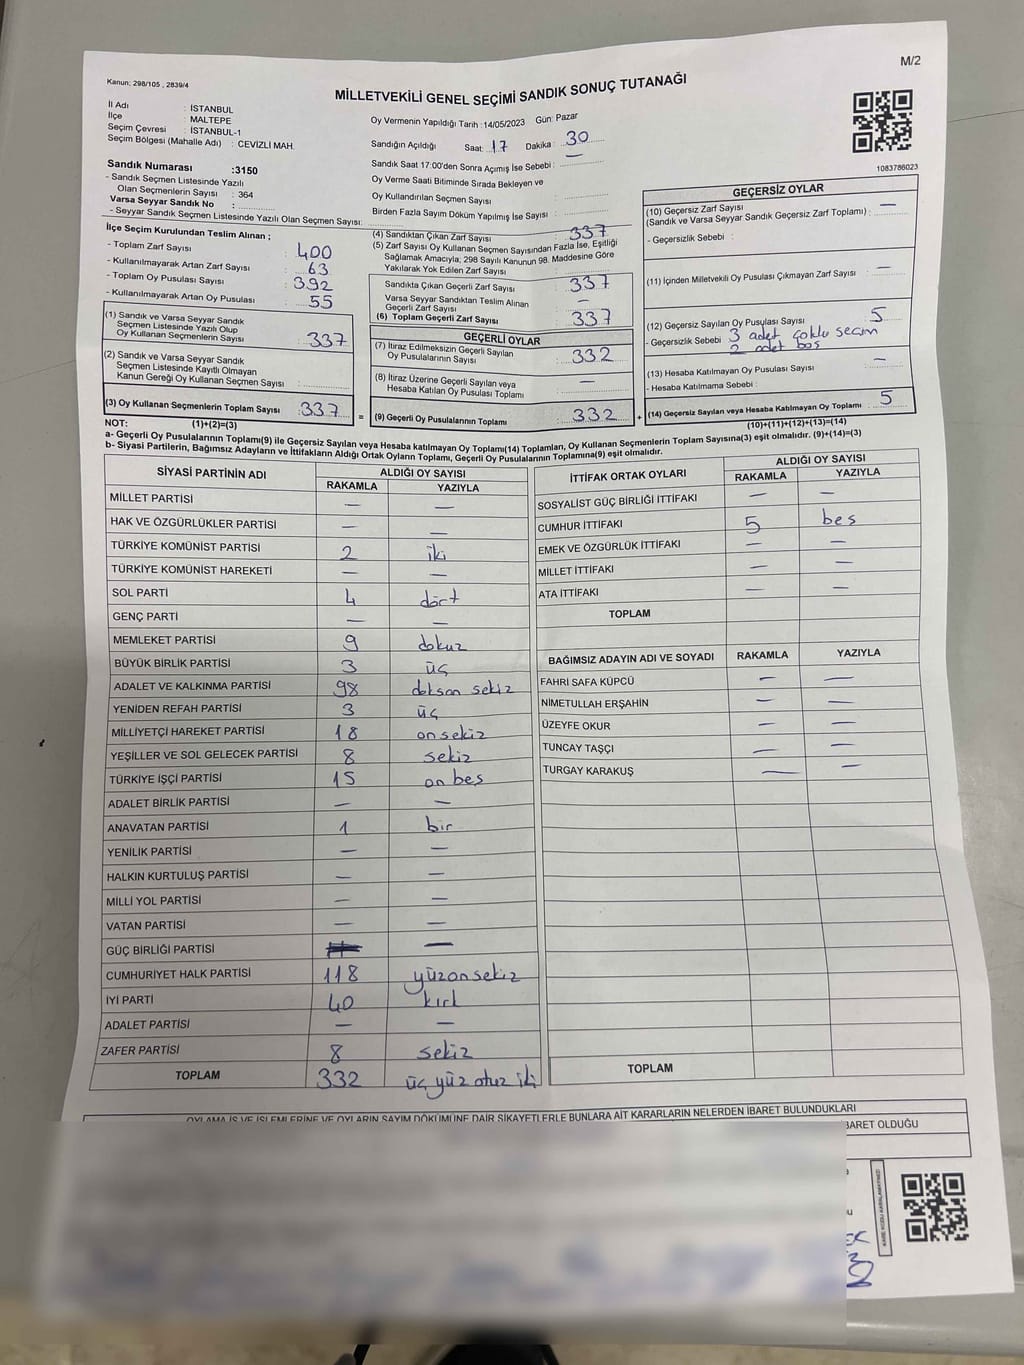 M/2
Kanun: 298/105 , 2839/4
MİLLETVEKİLİ GENEL SEÇİMİ SANDIK SONUÇ TUTANAĞI
İl Adı : İSTANBUL
İlçe : MALTEPE
Seçim Çevresi : İSTANBUL-1
Seçim Bölgesi (Mahalle Adı) : CEVİZLİ MAH.
Sandık Numarası :3150
- Sandık Seçmen Listesinde Yazılı
Olan Seçmenlerin Sayısı : 364
Varsa Seyyar Sandık No :
- Seyyar Sandık Seçmen Listesinde Yazılı Olan Seçmen Sayısı:
Oy Vermenin Yapıldığı Tarih :14/05/2023 Gün: Pazar
Sandığın Açıldığı Saat: 17 Dakika : 30
Sandık Saat 17:00'den Sonra Açımış İse Sebebi : —
Oy Verme Saati Bitiminde Sırada Bekleyen ve
Oy Kullandırılan Seçmen Sayısı :
Birden Fazla Sayım Döküm Yapılmış İse Sayısı :
1083786023
İlçe Seçim Kurulundan Teslim Alınan ;
- Toplam Zarf Sayısı : 400
- Kullanılmayarak Artan Zarf Sayısı : 63
- Toplam Oy Pusulası Sayısı : 392
- Kullanılmayarak Artan Oy Pusulası : 55
(1) Sandık ve Varsa Seyyar Sandık
Seçmen Listesinde Yazılı Olup
Oy Kullanan Seçmenlerin Sayısı : 337
(2) Sandık ve Varsa Seyyar Sandık
Seçmen Listesinde Kayıtlı Olmayan
Kanun Gereği Oy Kullanan Seçmen Sayısı :
(3) Oy Kullanan Seçmenlerin Toplam Sayısı : 337 =
(4) Sandıktan Çıkan Zarf Sayısı : 337
(5) Zarf Sayısı Oy Kullanan Seçmen Sayısından Fazla İse, Eşitliği
Sağlamak Amacıyla; 298 Sayılı Kanunun 98. Maddesine Göre
Yakılarak Yok Edilen Zarf Sayısı :
Sandıkta Çıkan Geçerli Zarf Sayısı : 337
Varsa Seyyar Sandıktan Teslim Alınan
Geçerli Zarf Sayısı : —
(6) Toplam Geçerli Zarf Sayısı : 337
GEÇERLİ OYLAR
(7) İtiraz Edilmeksizin Geçerli Sayılan
Oy Pusulalarının Sayısı : 332
(8) İtiraz Üzerine Geçerli Sayılan veya
Hesaba Katılan Oy Pusulası Toplamı : —
(9) Geçerli Oy Pusulalarının Toplamı : 332 +
GEÇERSİZ OYLAR
(10) Geçersiz Zarf Sayısı
(Sandık ve Varsa Seyyar Sandık Geçersiz Zarf Toplamı) : —
- Geçersizlik Sebebi :
(11) İçinden Milletvekili Oy Pusulası Çıkmayan Zarf Sayısı : —
(12) Geçersiz Sayılan Oy Pusulası Sayısı : 5
- Geçersizlik Sebebi 3 adet çoklu seçim
2 adet boş
(13) Hesaba Katılmayan Oy Pusulası Sayısı : —
- Hesaba Katılmama Sebebi :
(14) Geçersiz Sayılan veya Hesaba Katılmayan Oy Toplamı : 5
NOT: (1)+(2)=(3)
(10)+(11)+(12)+(13)=(14)
a- Geçerli Oy Pusulalarının Toplamı(9) ile Geçersiz Sayılan veya Hesaba katılmayan Oy Toplamı(14) Toplamları, Oy Kullanan Seçmenlerin Toplam Sayısına(3) eşit olmalıdır. (9)+(14)=(3)
b- Siyasi Partilerin, Bağımsız Adayların ve İttifakların Aldığı Ortak Oyların Toplamı, Geçerli Oy Pusulalarının Toplamına(9) eşit olmalıdır.
SİYASİ PARTİNİN ADI ALDIĞI OY SAYISI
RAKAMLA YAZIYLA
MİLLET PARTİSİ — —
HAK VE ÖZGÜRLÜKLER PARTİSİ — —
TÜRKİYE KOMÜNİST PARTİSİ 2 iki
TÜRKİYE KOMÜNİST HAREKETİ — —
SOL PARTİ 4 dört
GENÇ PARTİ — —
MEMLEKET PARTİSİ 9 dokuz
BÜYÜK BİRLİK PARTİSİ 3 üç
ADALET VE KALKINMA PARTİSİ 98 doksan sekiz
YENİDEN REFAH PARTİSİ 3 üç
MİLLİYETÇİ HAREKET PARTİSİ 18 onsekiz
YEŞİLLER VE SOL GELECEK PARTİSİ 8 sekiz
TÜRKİYE İŞÇİ PARTİSİ 15 on beş
ADALET BİRLİK PARTİSİ — —
ANAVATAN PARTİSİ 1 bir
YENİLİK PARTİSİ — —
HALKIN KURTULUŞ PARTİSİ — —
MİLLİ YOL PARTİSİ — —
VATAN PARTİSİ — —
GÜÇ BİRLİĞİ PARTİSİ —
CUMHURİYET HALK PARTİSİ 118 yüzonsekiz
İYİ PARTİ 40 kırk
ADALET PARTİSİ — —
ZAFER PARTİSİ 8 sekiz
TOPLAM 332 üç yüz otuz iki
İTTİFAK ORTAK OYLARI ALDIĞI OY SAYISI
RAKAMLA YAZIYLA
SOSYALİST GÜÇ BİRLİĞİ İTTİFAKI — —
CUMHUR İTTİFAKI 5 beş
EMEK VE ÖZGÜRLÜK İTTİFAKI — —
MİLLET İTTİFAKI — —
ATA İTTİFAKI — —
TOPLAM
BAĞIMSIZ ADAYIN ADI VE SOYADI RAKAMLA YAZIYLA
FAHRİ SAFA KÜPCÜ — —
NİMETULLAH ERŞAHİN — —
ÜZEYFE OKUR — —
TUNCAY TAŞÇI — —
TURGAY KARAKUŞ — —
TOPLAM
OYLAMA İŞ VE İŞLEMLERİNE VE OYLARIN SAYIM DÖKÜMÜNE DAİR ŞİKAYETLERLE BUNLARA AİT KARARLARIN NELERDEN İBARET BULUNDUKLARI
BARET OLDUĞU